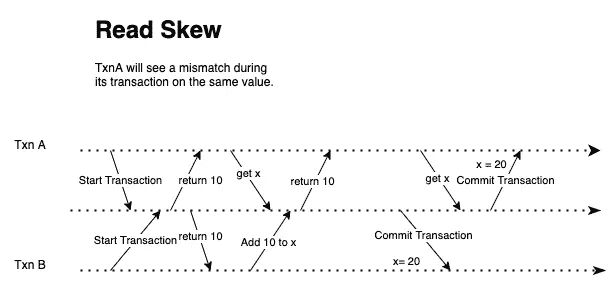 Read Skew
TxnA will see a mismatch during
its transaction on the same value.
Txn A
x = 20
Start Transaction
return 10
get x
return 10
get x
Commit Transaction
Start Transaction
return 10
Add 10 to x
Commit Transaction
Txn B
x= 20